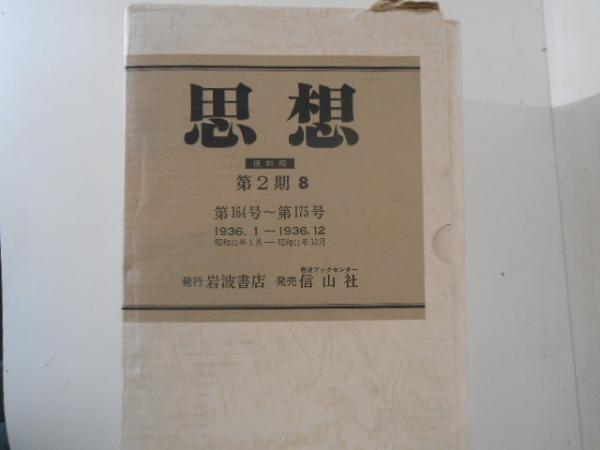 思想
復刻版
第2期 8
第164号～第175号
1936.1—1936.12
昭和11年1月—昭和11年12月
岩波ブックセンター
発行 岩波書店 発売 信山社